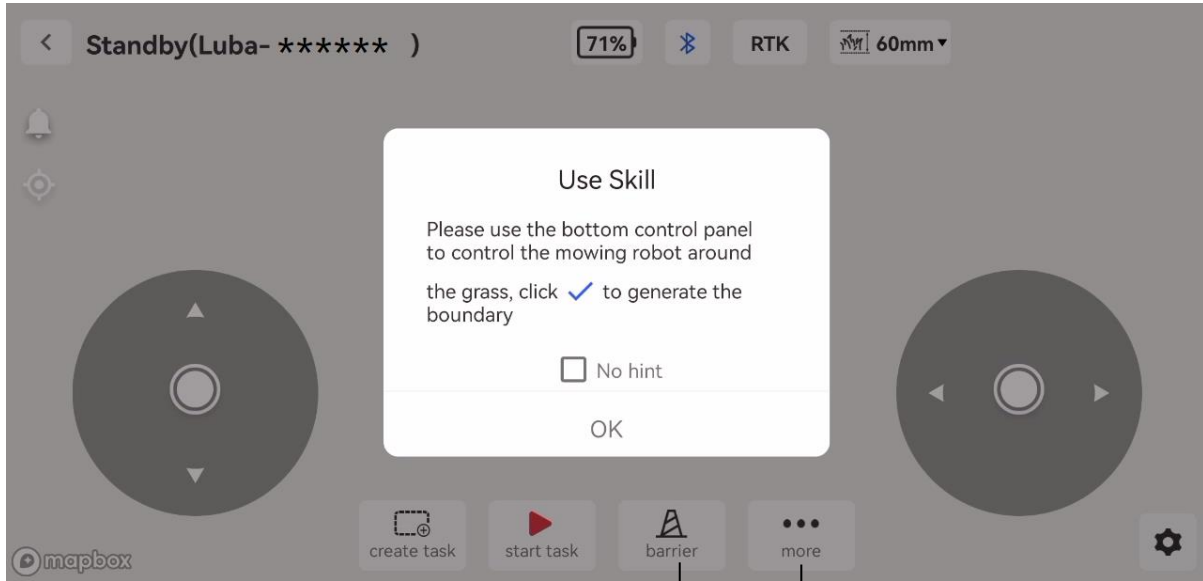 Standby(Luba- ****** )
71%
RTK
60mm
Use Skill
Please use the bottom control panel
to control the mowing robot around
the grass, click ✓ to generate the
boundary
No hint
OK
create task
start task
barrier
more
mapbox